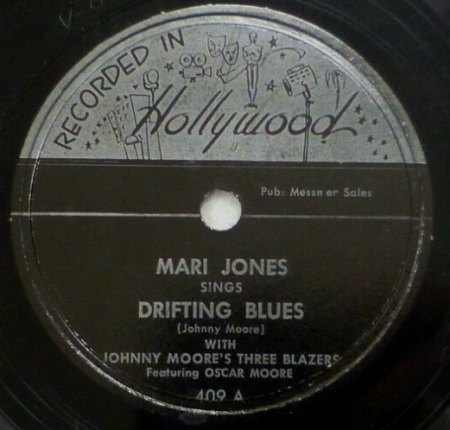 RECORDED IN
Hollywood
Pub: Messner Sales
MARI JONES
SINGS
DRIFTING BLUES
(Johnny Moore)
WITH
JOHNNY MOORE'S THREE BLAZERS
Featuring OSCAR MOORE
409 A